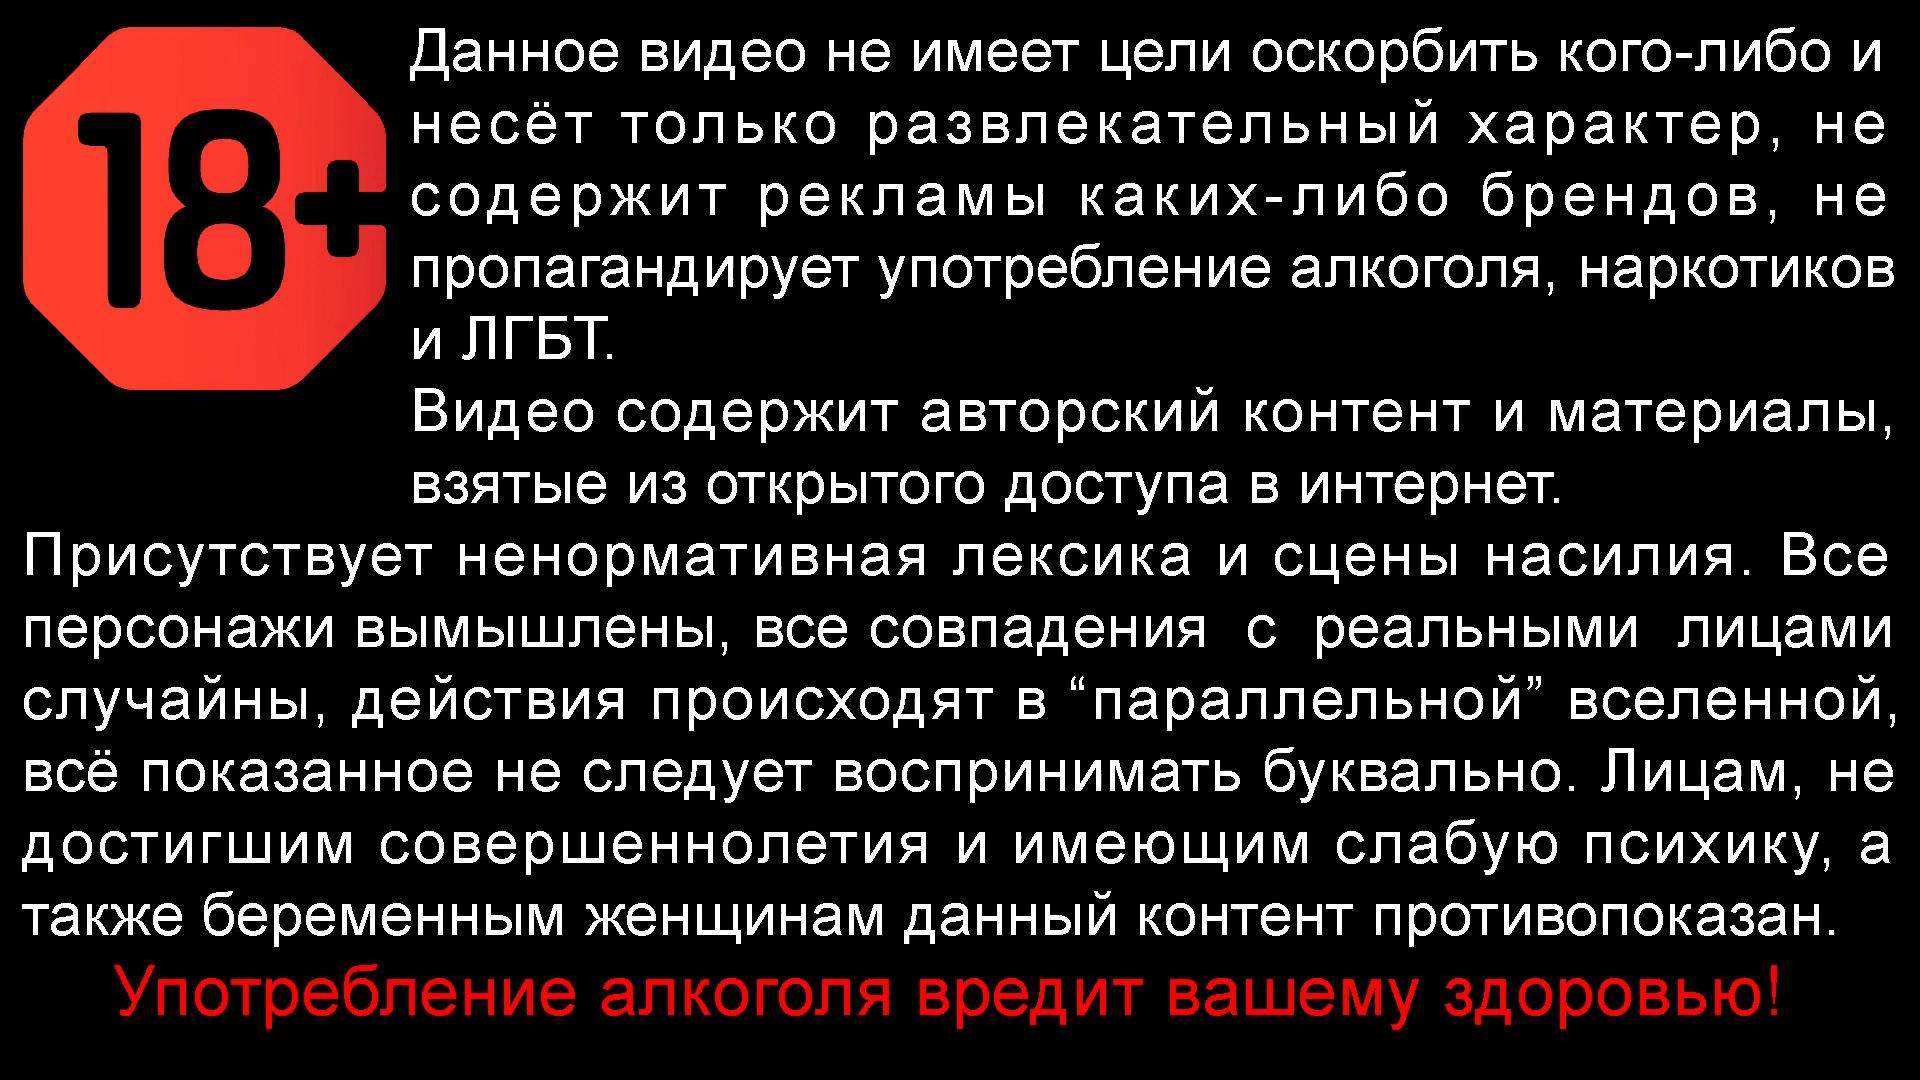 18+
Данное видео не имеет цели оскорбить кого-либо и
несёт только развлекательный характер, не
содержит рекламы каких-либо брендов, не
пропагандирует употребление алкоголя, наркотиков
и ЛГБТ.
Видео содержит авторский контент и материалы,
взятые из открытого доступа в интернет.
Присутствует ненормативная лексика и сцены насилия. Все
персонажи вымышлены, все совпадения с реальными лицами
случайны, действия происходят в “параллельной” вселенной,
всё показанное не следует воспринимать буквально. Лицам, не
достигшим совершеннолетия и имеющим слабую психику, а
также беременным женщинам данный контент противопоказан.
Употребление алкоголя вредит вашему здоровью!